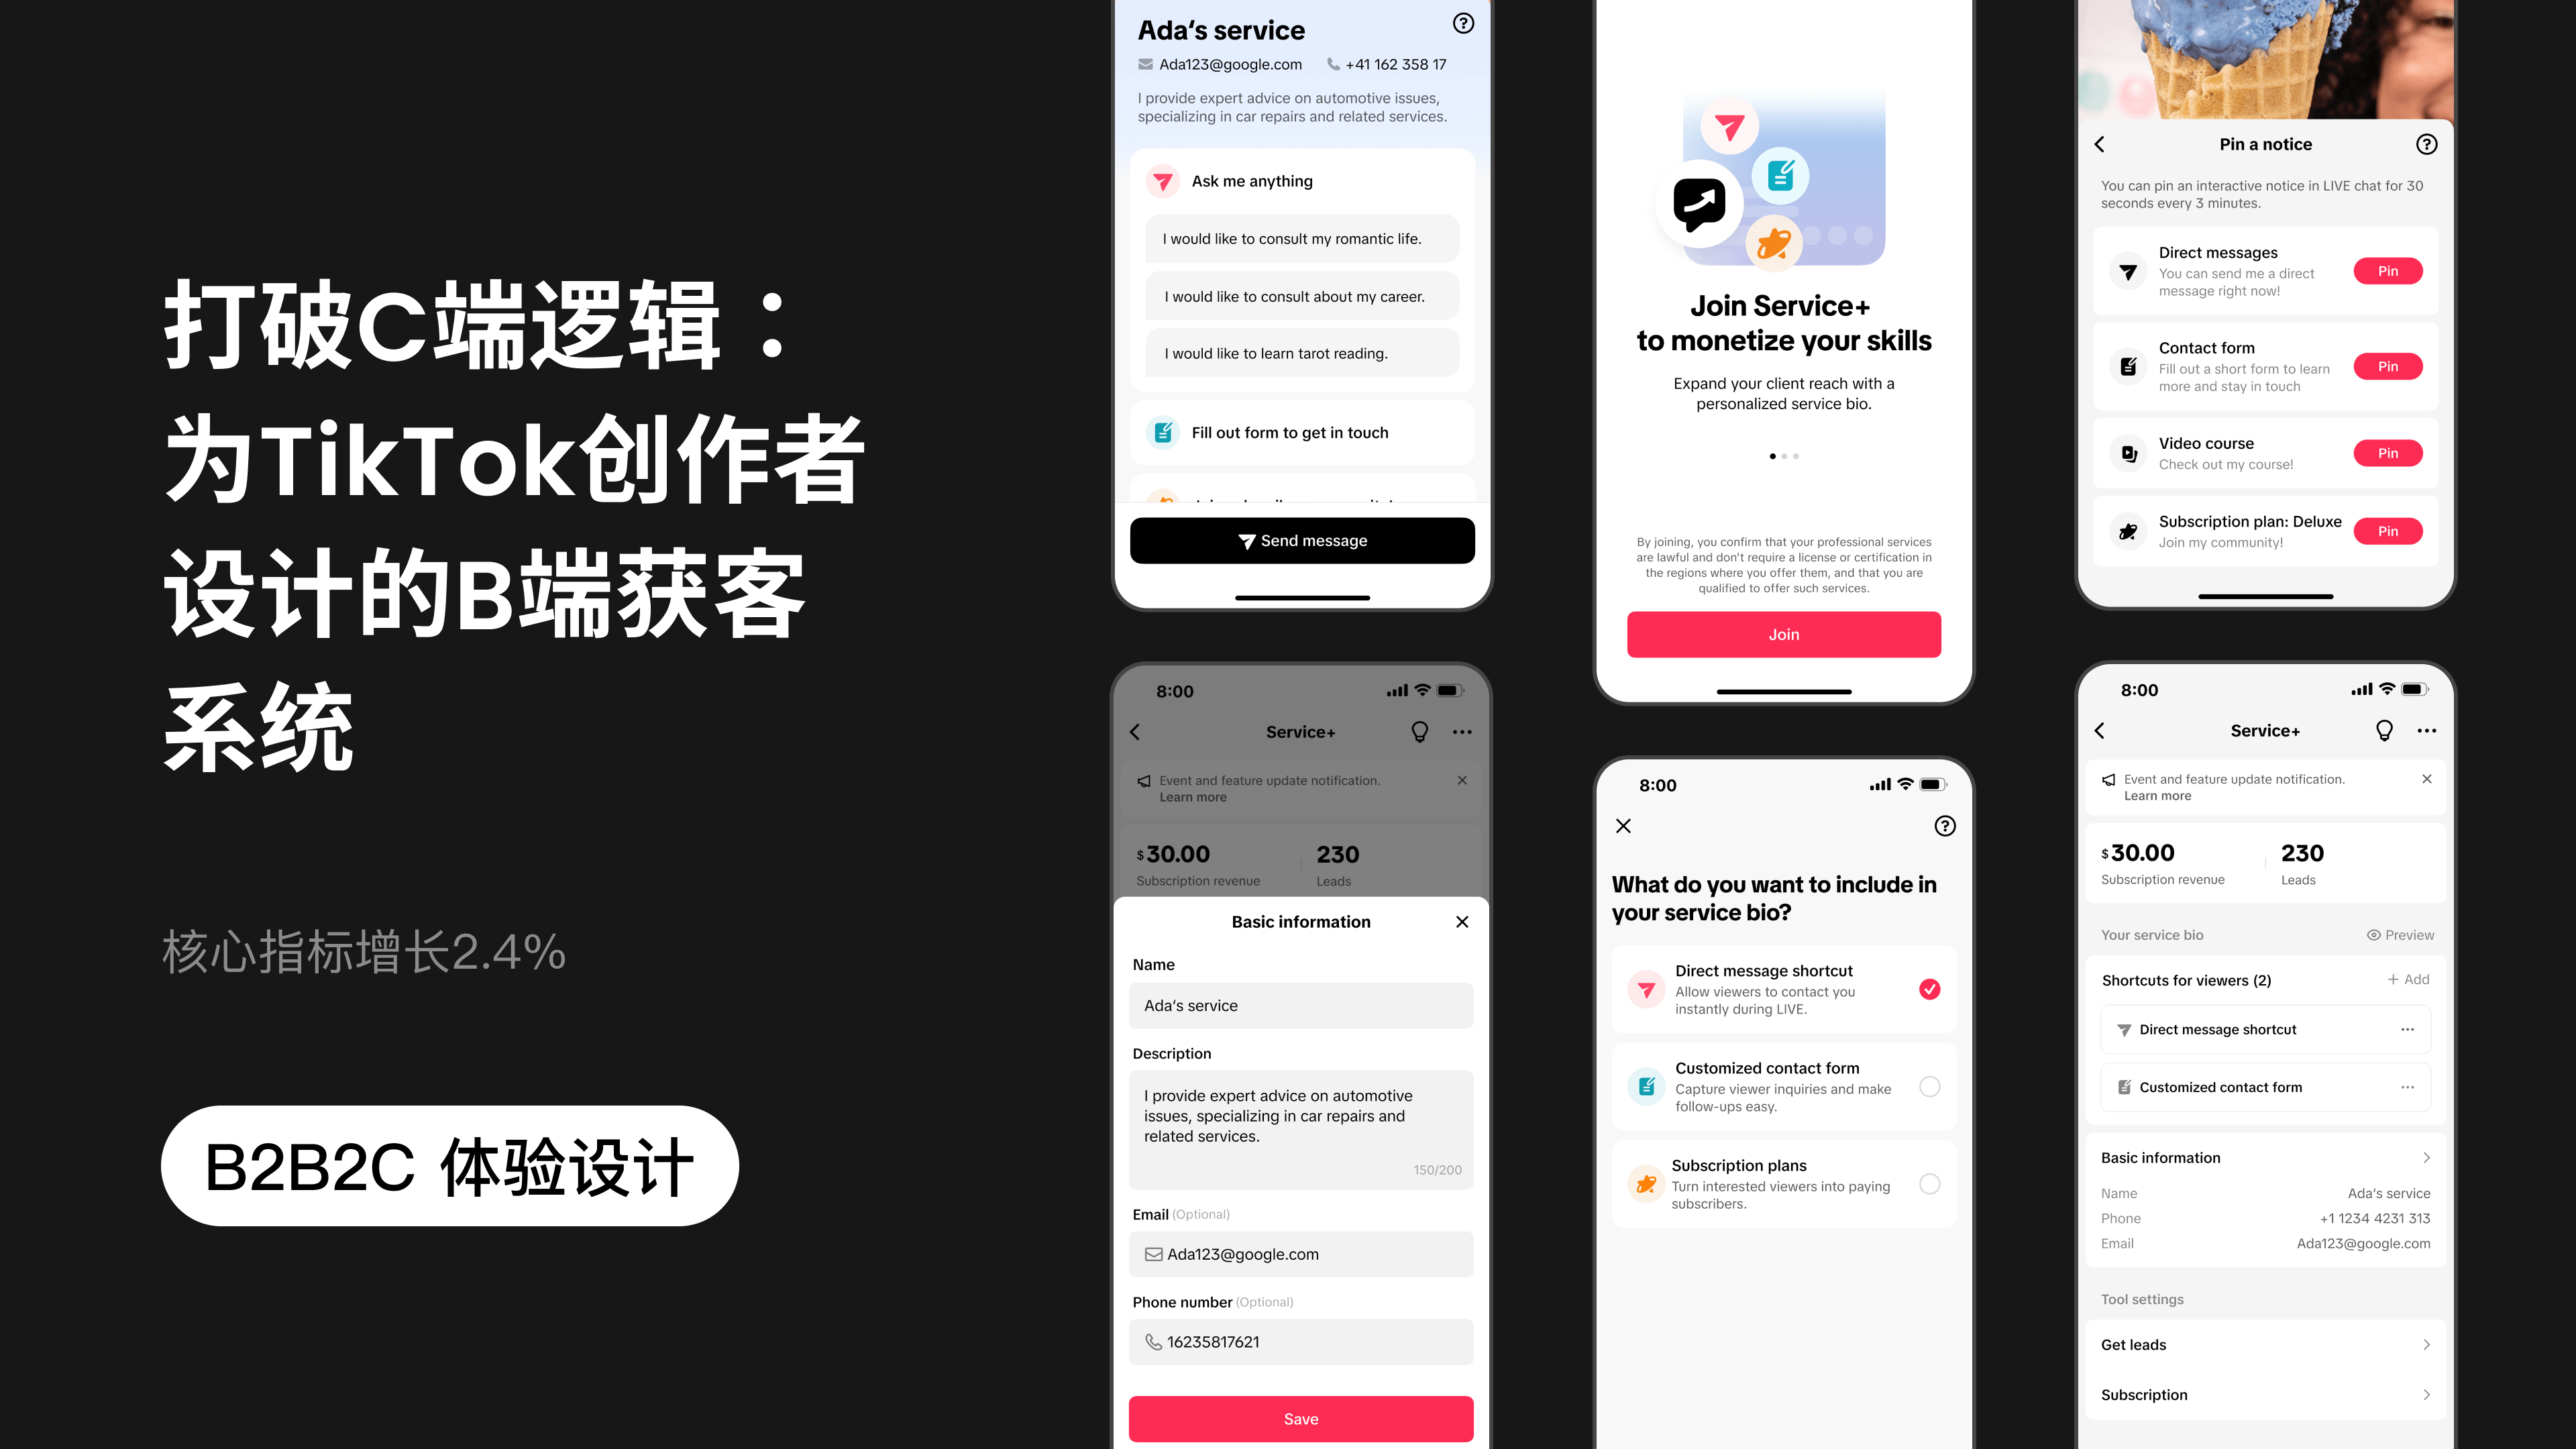 打破C端逻辑：
为TikTok创作者
设计的B端获客
系统
核心指标增长2.4%
B2B2C 体验设计
Ada‘s service
Ada123@google.com +41 162 358 17
I provide expert advice on automotive issues,
specializing in car repairs and related services.
Ask me anything
I would like to consult my romantic life.
I would like to consult about my career.
I would like to learn tarot reading.
Fill out form to get in touch
Send message
8:00
Service+
Event and feature update notification.
Learn more
$30.00 230
Subscription revenue Leads
Basic information
Name
Ada‘s service
Description
I provide expert advice on automotive
issues, specializing in car repairs and
related services.
150/200
Email (Optional)
Ada123@google.com
Phone number (Optional)
16235817621
Save
Join Service+
to monetize your skills
Expand your client reach with a
personalized service bio.
By joining, you confirm that your professional services
are lawful and don't require a license or certification in
the regions where you offer them, and that you are
qualified to offer such services.
Join
8:00
What do you want to include in
your service bio?
Direct message shortcut
Allow viewers to contact you
instantly during LIVE.
Customized contact form
Capture viewer inquiries and make
follow-ups easy.
Subscription plans
Turn interested viewers into paying
subscribers.
Pin a notice
You can pin an interactive notice in LIVE chat for 30
seconds every 3 minutes.
Direct messages
You can send me a direct
message right now!
Pin
Contact form
Fill out a short form to learn
more and stay in touch
Pin
Video course
Check out my course!
Pin
Subscription plan: Deluxe
Join my community!
Pin
8:00
Service+
Event and feature update notification.
Learn more
$30.00 230
Subscription revenue Leads
Your service bio Preview
Shortcuts for viewers (2) + Add
Direct message shortcut
Customized contact form
Basic information
Name Ada‘s service
Phone +1 1234 4231 313
Email Ada123@google.com
Tool settings
Get leads
Subscription